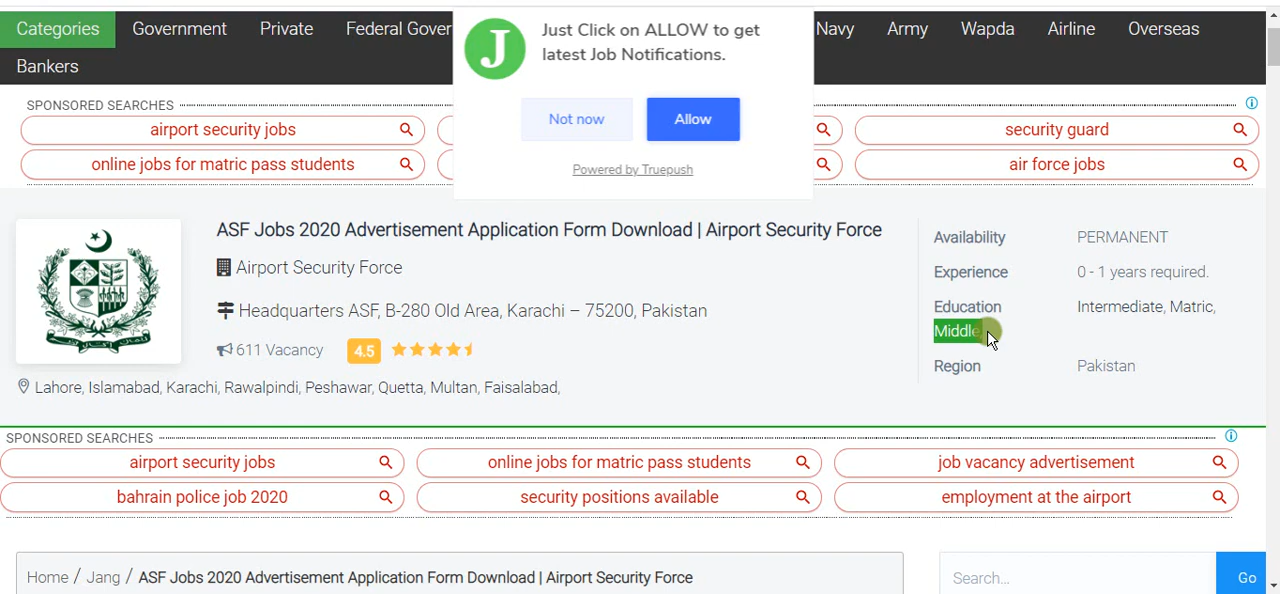 Categories Government Private Federal Gover Navy Army Wapda Airline Overseas
Bankers
J
Just Click on ALLOW to get
latest Job Notifications.
Not now Allow
Powered by Truepush
SPONSORED SEARCHES
airport security jobs security guard
online jobs for matric pass students air force jobs
ASF Jobs 2020 Advertisement Application Form Download | Airport Security Force
Airport Security Force
Headquarters ASF, B-280 Old Area, Karachi – 75200, Pakistan
611 Vacancy 4.5
Lahore, Islamabad, Karachi, Rawalpindi, Peshawar, Quetta, Multan, Faisalabad,
Availability PERMANENT
Experience 0 - 1 years required.
Education Intermediate, Matric,
Middle
Region Pakistan
SPONSORED SEARCHES
airport security jobs online jobs for matric pass students job vacancy advertisement
bahrain police job 2020 security positions available employment at the airport
Home / Jang / ASF Jobs 2020 Advertisement Application Form Download | Airport Security Force
Search... Go